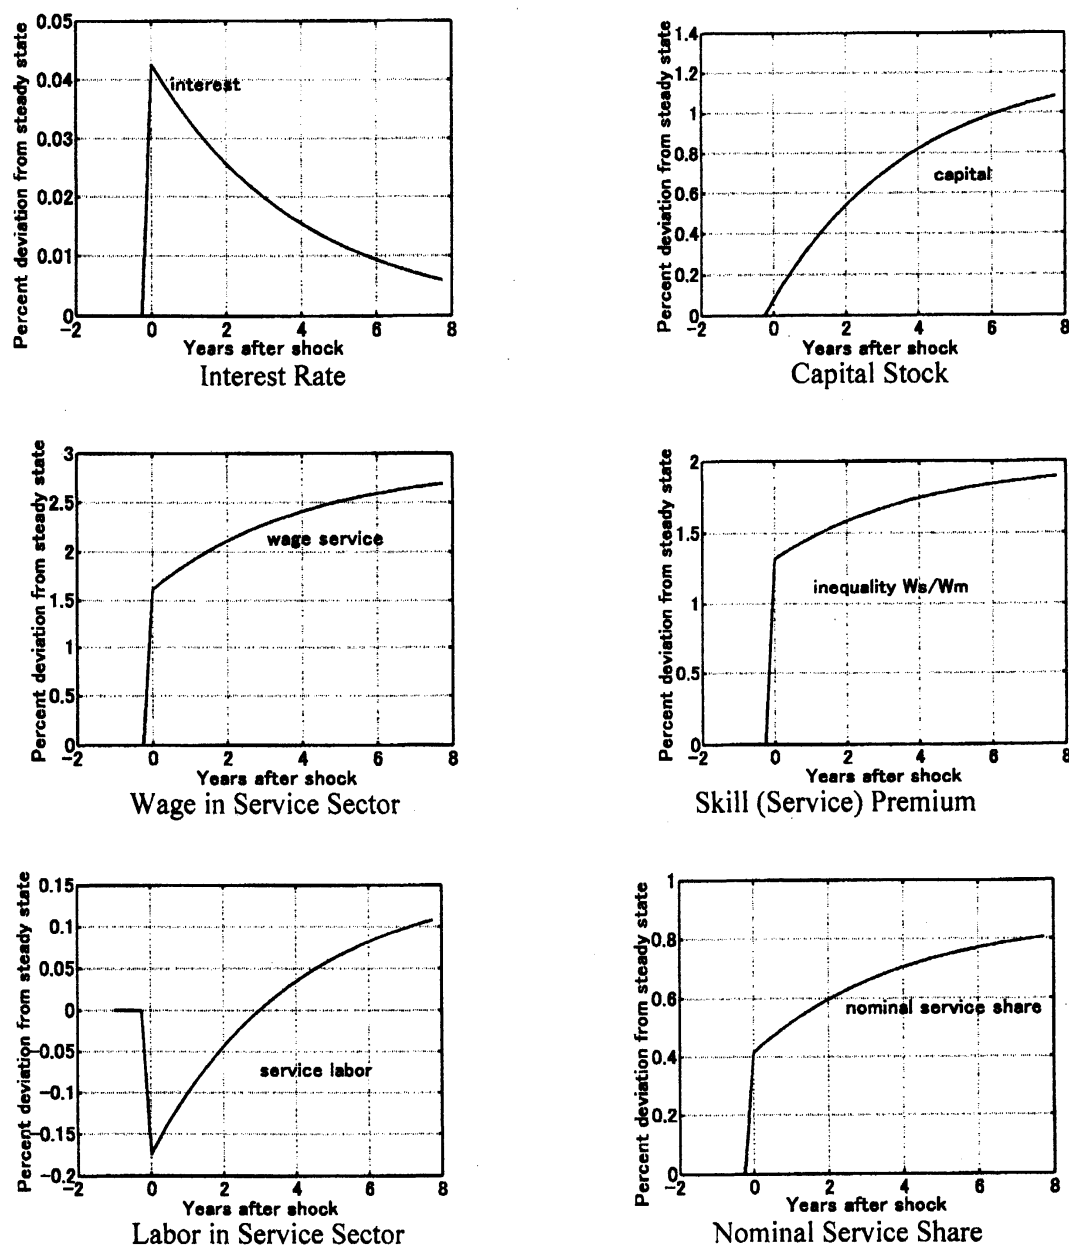 Percent deviation from steady state
0.05
0.04
0.03
0.02
0.01
0
interest
-2 0 2 4 6 8
Years after shock
Interest Rate
Percent deviation from steady state
1.4
1.2
1
0.8
0.6
0.4
0.2
0
capital
-2 0 2 4 6 8
Years after shock
Capital Stock
Percent deviation from steady state
3
2.5
2
1.5
1
0.5
0
wage service
-2 0 2 4 6 8
Years after shock
Wage in Service Sector
Percent deviation from steady state
2
1.5
1
0.5
0
inequality Ws/Wm
-2 0 2 4 6 8
Years after shock
Skill (Service) Premium
Percent deviation from steady state
0.15
0.1
0.05
0
-0.05
-0.1
-0.15
-0.2
service labor
-2 0 2 4 6 8
Years after shock
Labor in Service Sector
Percent deviation from steady state
1
0.8
0.6
0.4
0.2
0
nominal service share
-2 0 2 4 6 8
Years after shock
Nominal Service Share